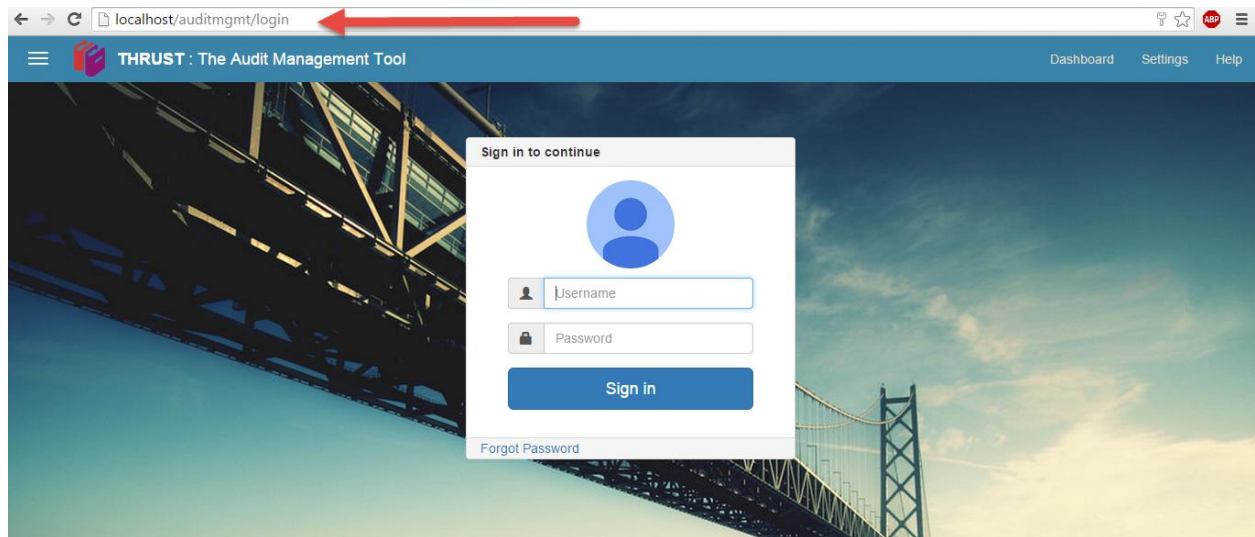 localhost/auditmgmt/login
ABP
THRUST : The Audit Management Tool
Dashboard Settings Help
Sign in to continue
Username
Password
Sign in
Forgot Password